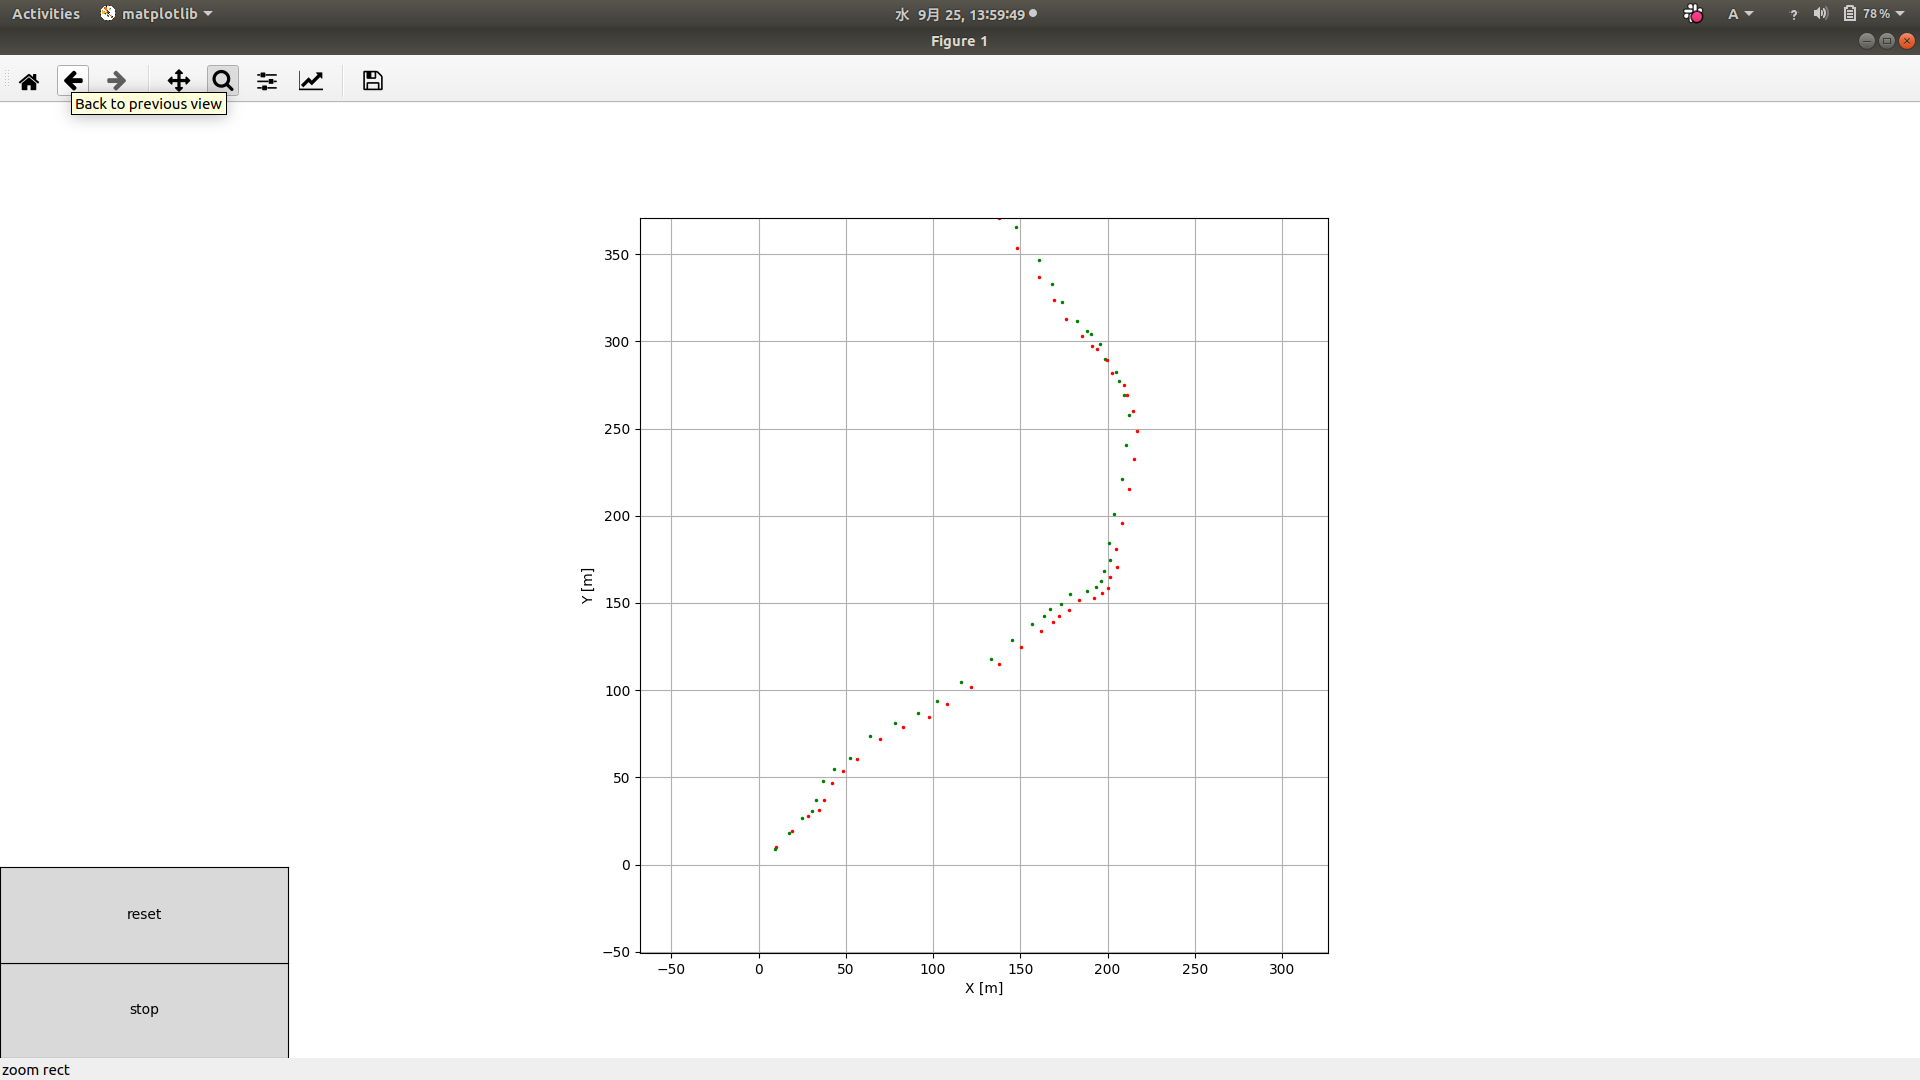 Activities matplotlib 水 9月 25, 13:59:49 A ? 78 %
Figure 1
Back to previous view
350
300
250
200
150
100
50
0
−50
Y [m]
−50 0 50 100 150 200 250 300
X [m]
reset
stop
zoom rect